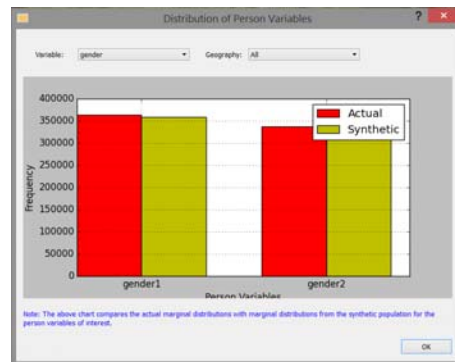 Distribution of Person Variables
? ×
Variable: gender Geography: All
400000
350000
300000
250000
200000
150000
100000
50000
0
Frequency
Actual
Synthetic
gender1 gender2
Person Variables
Note: The above chart compares the actual marginal distributions with marginal distributions from the synthetic population for the
person variables of interest.
OK